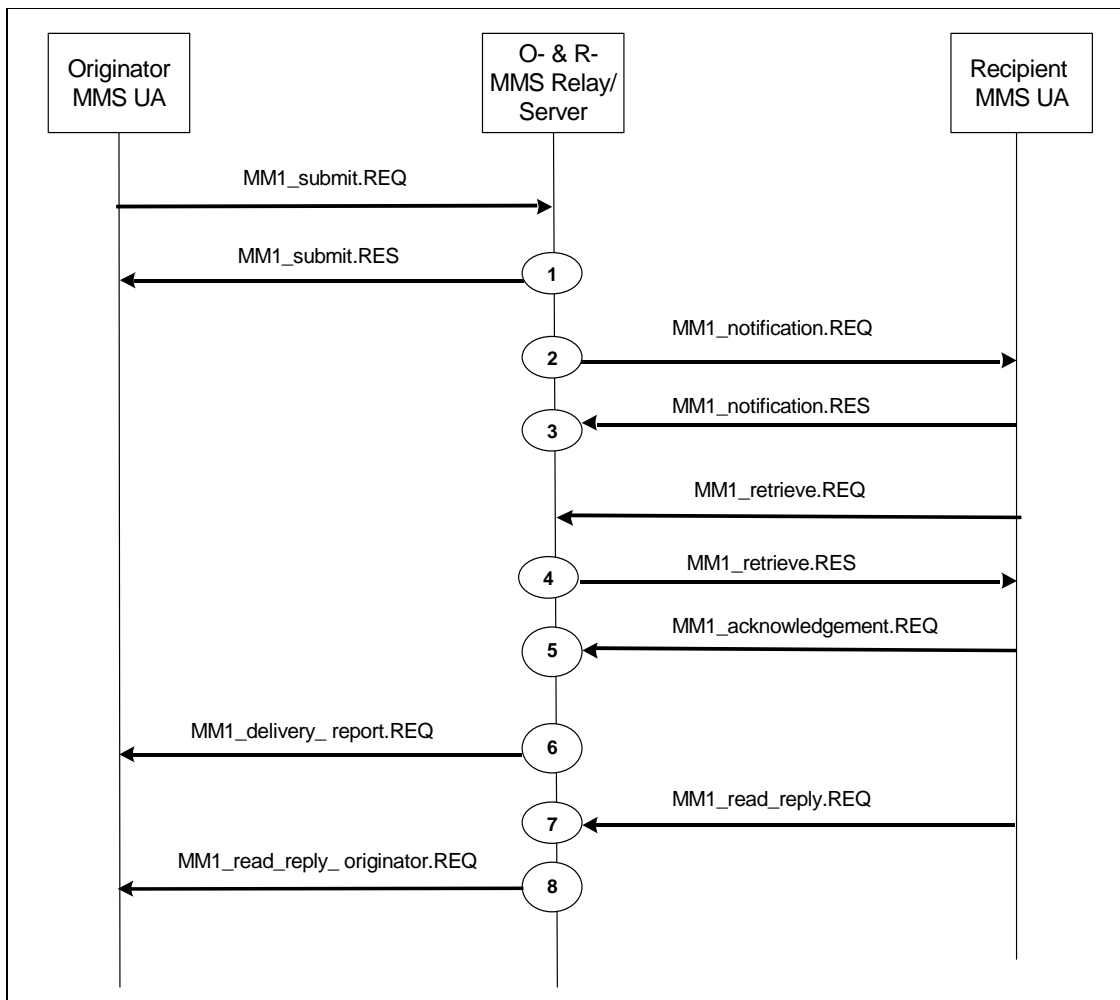 Originator
MMS UA
O- & R-
MMS Relay/
Server
Recipient
MMS UA
MM1_submit.REQ
MM1_submit.RES
1
MM1_notification.REQ
2
MM1_notification.RES
3
MM1_retrieve.REQ
MM1_retrieve.RES
4
MM1_acknowledgement.REQ
5
MM1_delivery_ report.REQ
6
MM1_read_reply.REQ
7
MM1_read_reply_ originator.REQ
8